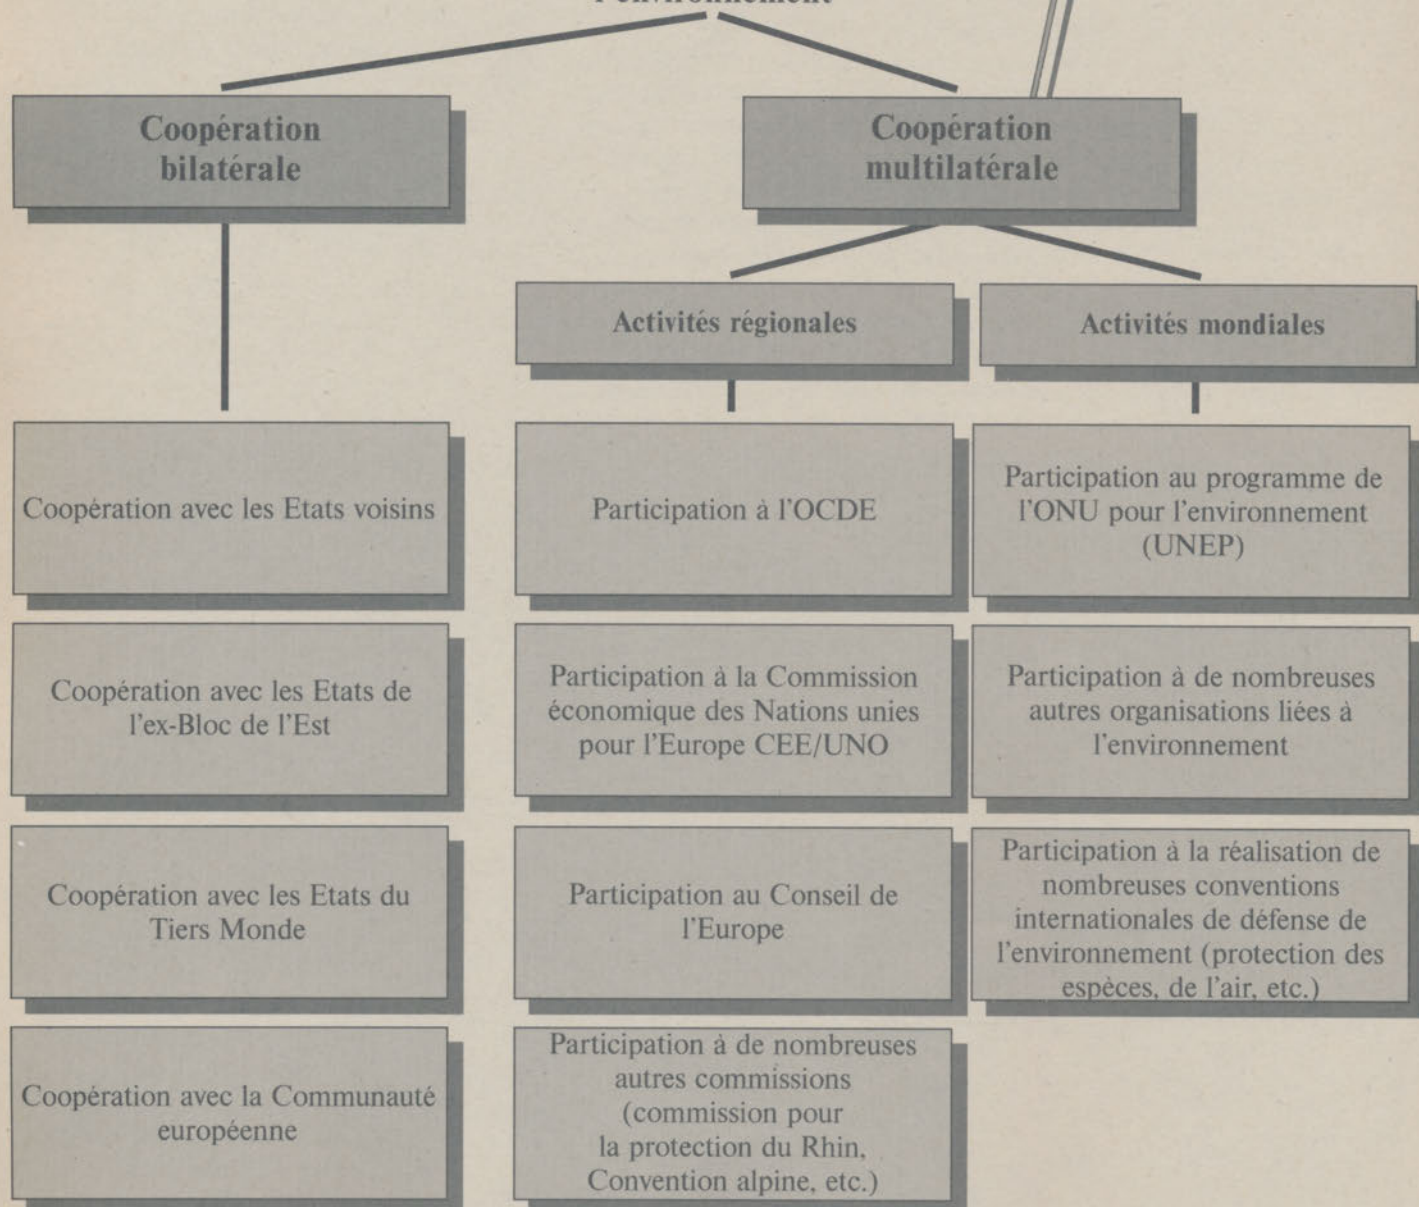 l'environnement
Coopération
bilatérale
Coopération
multilatérale
Activités régionales
Activités mondiales
Coopération avec les Etats voisins
Coopération avec les Etats de
l'ex-Bloc de l'Est
Coopération avec les Etats du
Tiers Monde
Coopération avec la Communauté
européenne
Participation à l'OCDE
Participation à la Commission
économique des Nations unies
pour l'Europe CEE/UNO
Participation au Conseil de
l'Europe
Participation à de nombreuses
autres commissions
(commission pour
la protection du Rhin,
Convention alpine, etc.)
Participation au programme de
l'ONU pour l'environnement
(UNEP)
Participation à de nombreuses
autres organisations liées à
l'environnement
Participation à la réalisation de
nombreuses conventions
internationales de défense de
l'environnement (protection des
espèces, de l'air, etc.)